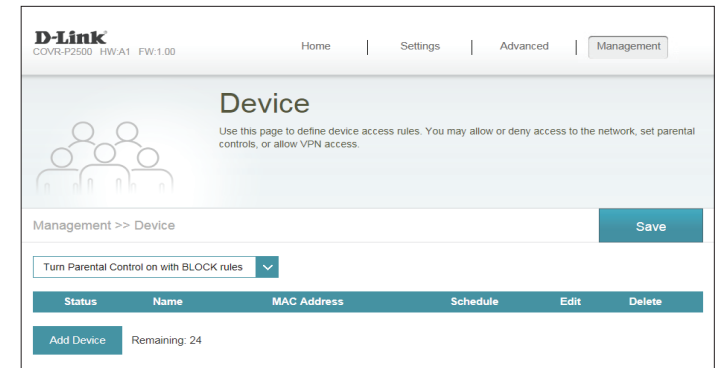 D-Link
COVR-P2500 HW:A1 FW:1.00
Home | Settings | Advanced | Management
Device
Use this page to define device access rules. You may allow or deny access to the network, set parental
controls, or allow VPN access.
Management >> Device
Save
Turn Parental Control on with BLOCK rules
Status Name MAC Address Schedule Edit Delete
Add Device Remaining: 24